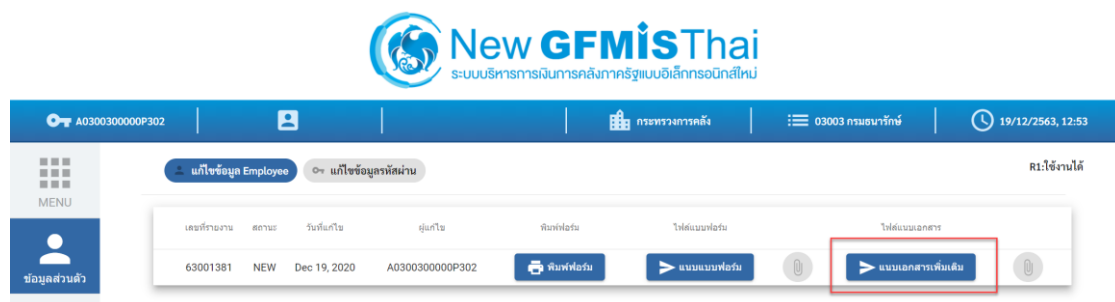 New GFMISThai
ระบบบริหารการเงินการคลังภาครัฐแบบอิเล็กทรอนิกส์ใหม่
A0300300000P302 กระทรวงการคลัง 03003 กรมธนารักษ์ 19/12/2563, 12:53
MENU
ข้อมูลส่วนตัว
แก้ไขข้อมูล Employee แก้ไขข้อมูลรหัสผ่าน R1:ใช้งานได้
เลขที่รายงาน สถานะ วันที่แก้ไข ผู้แก้ไข พิมพ์ฟอร์ม ไฟล์แนบฟอร์ม ไฟล์แนบเอกสาร
63001381 NEW Dec 19, 2020 A0300300000P302 พิมพ์ฟอร์ม แนบแบบฟอร์ม แนบเอกสารเพิ่มเติม